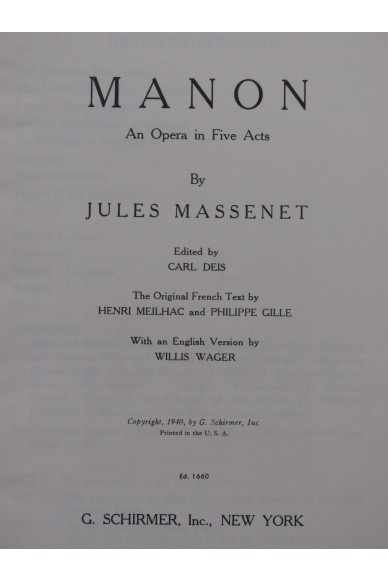 MANON
An Opera in Five Acts
By
JULES MASSENET
Edited by
CARL DEIS
The Original French Text by
HENRI MEILHAC and PHILIPPE GILLE
With an English Version by
WILLIS WAGER
Copyright, 1940, by G. Schirmer, Inc.
Printed in the U. S. A.
Ed. 1660
G. SCHIRMER, Inc., NEW YORK